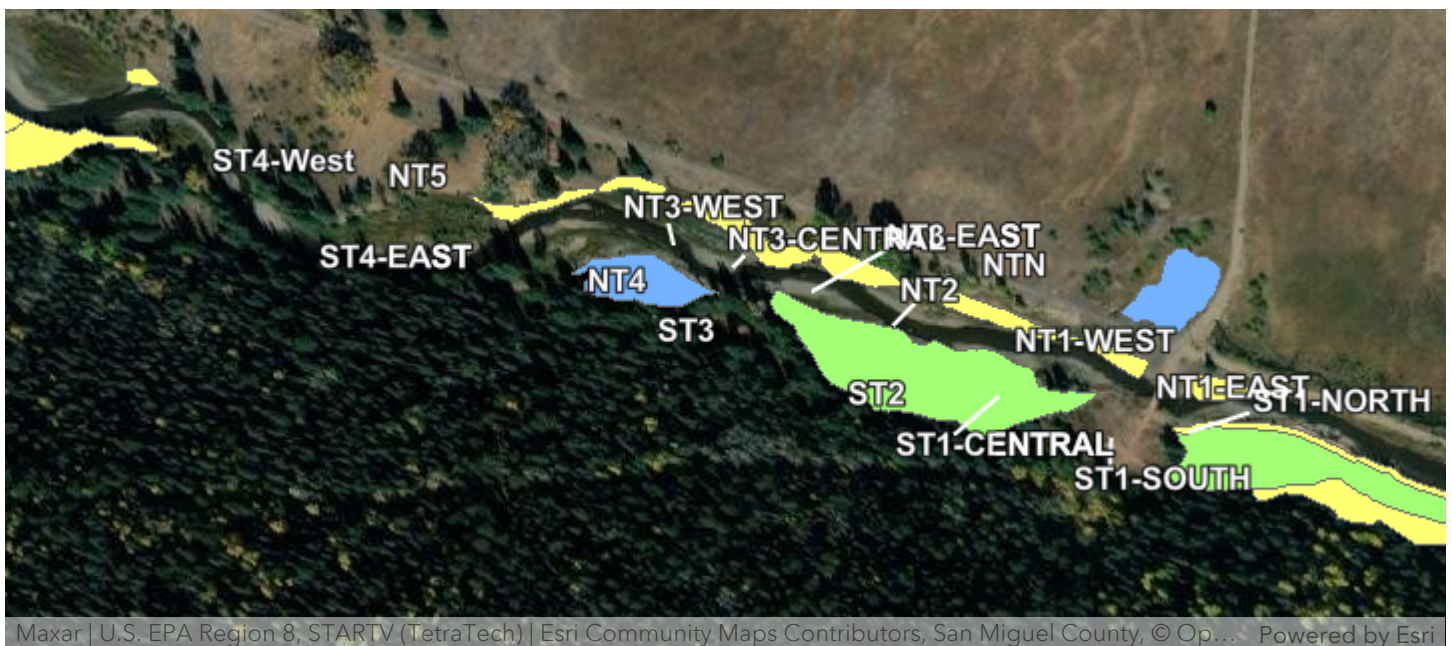 ST4-West
NT5
NT3-WEST
NT3-CENTRAL
NT3-EAST
ST4-EAST
NTN
NT4
NT2
ST3
NT1-WEST
ST2
NT1-EAST
ST1-NORTH
ST1-CENTRAL
ST1-SOUTH
Maxar | U.S. EPA Region 8, STARTV (TetraTech) | Esri Community Maps Contributors, San Miguel County, © Op... Powered by Esri